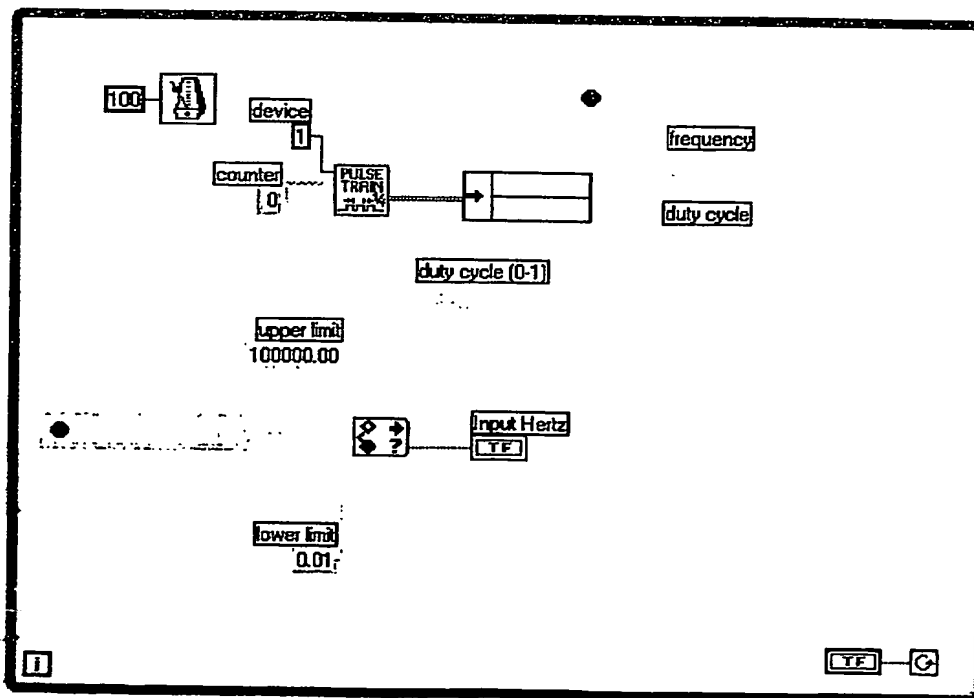 100
device
1
frequency
counter
0
PULSE
TRAIN
duty cycle
duty cycle (0-1)
upper limit
100000.00
Input Hertz
?
TF
lower limit
0.01
i
TF